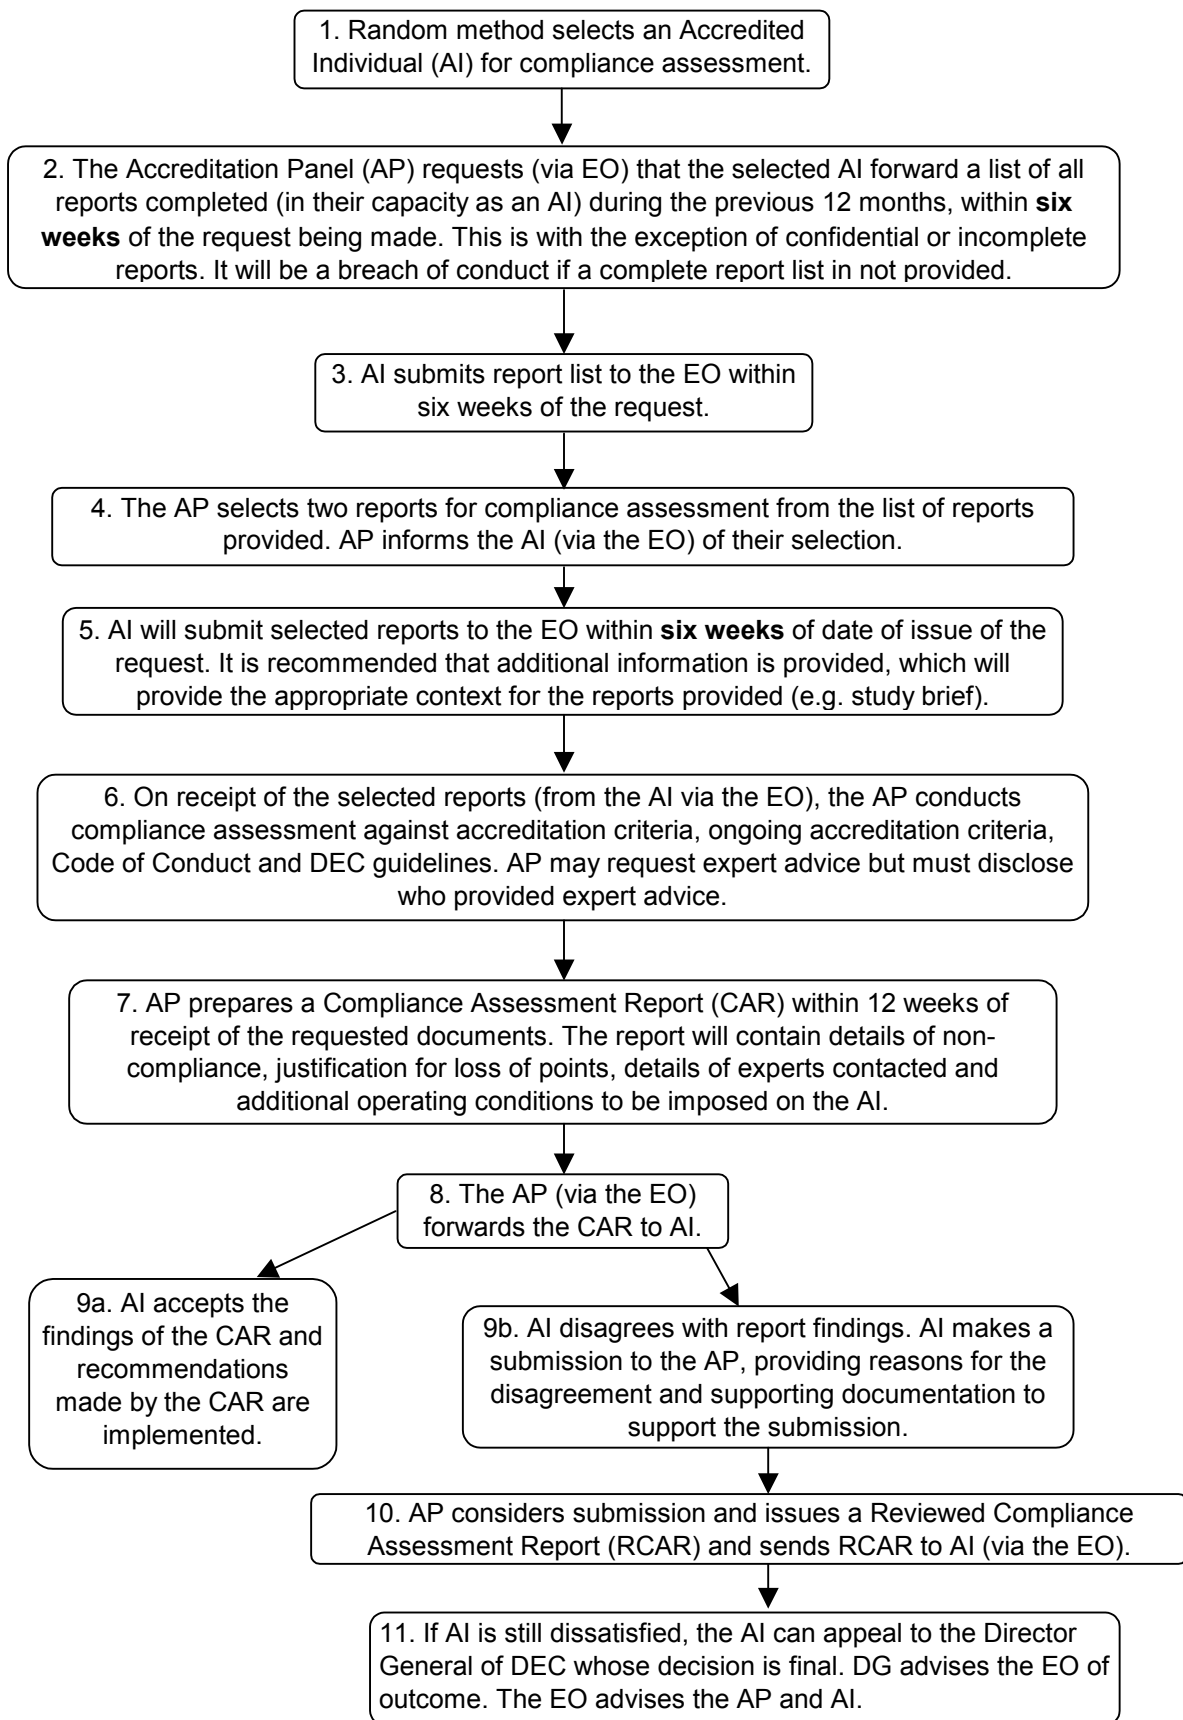 1. Random method selects an Accredited
Individual (AI) for compliance assessment.
2. The Accreditation Panel (AP) requests (via EO) that the selected AI forward a list of all
reports completed (in their capacity as an AI) during the previous 12 months, within six
weeks of the request being made. This is with the exception of confidential or incomplete
reports. It will be a breach of conduct if a complete report list in not provided.
3. AI submits report list to the EO within
six weeks of the request.
4. The AP selects two reports for compliance assessment from the list of reports
provided. AP informs the AI (via the EO) of their selection.
5. AI will submit selected reports to the EO within six weeks of date of issue of the
request. It is recommended that additional information is provided, which will
provide the appropriate context for the reports provided (e.g. study brief).
6. On receipt of the selected reports (from the AI via the EO), the AP conducts
compliance assessment against accreditation criteria, ongoing accreditation criteria,
Code of Conduct and DEC guidelines. AP may request expert advice but must disclose
who provided expert advice.
7. AP prepares a Compliance Assessment Report (CAR) within 12 weeks of
receipt of the requested documents. The report will contain details of non-
compliance, justification for loss of points, details of experts contacted and
additional operating conditions to be imposed on the AI.
8. The AP (via the EO)
forwards the CAR to AI.
9a. AI accepts the
findings of the CAR and
recommendations
made by the CAR are
implemented.
9b. AI disagrees with report findings. AI makes a
submission to the AP, providing reasons for the
disagreement and supporting documentation to
support the submission.
10. AP considers submission and issues a Reviewed Compliance
Assessment Report (RCAR) and sends RCAR to AI (via the EO).
11. If AI is still dissatisfied, the AI can appeal to the Director
General of DEC whose decision is final. DG advises the EO of
outcome. The EO advises the AP and AI.